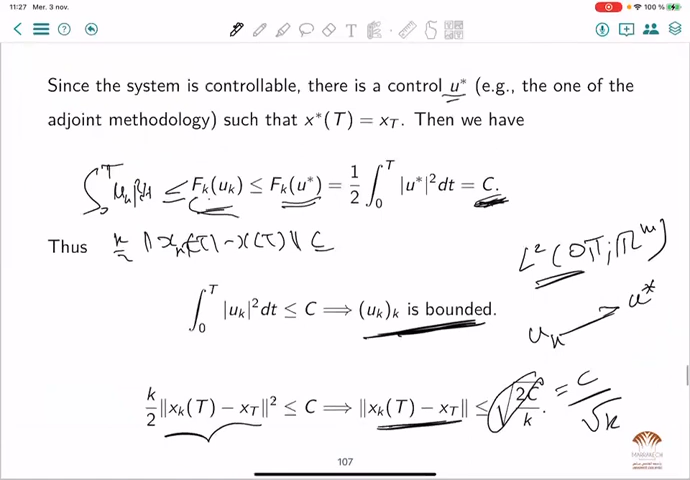 11:27 Mer. 3 nov. 100 %
Since the system is controllable, there is a control u* (e.g., the one of the
adjoint methodology) such that x*(T) = x_T. Then we have
∫_0^T |u_k|² dt ≤ F_k(u_k) ≤ F_k(u*) = 1/2 ∫_0^T |u*|² dt = C.
Thus k/2 ‖x_k(T) - x(T)‖ ≤
L²(0,T; ℝ^m)
∫_0^T |u_k|² dt ≤ C ⟹ (u_k)_k is bounded.
u_k → u*
k/2 ||x_k(T) − x_T||² ≤ C ⟹ ||x_k(T) − x_T|| ≤ √(2C/k). = C/√k
107
MARRAKECH